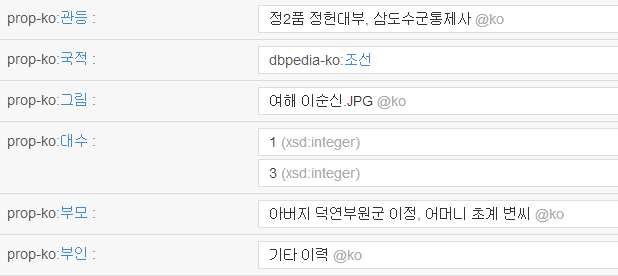 prop-ko:관등 : 정2품 정헌대부, 삼도수군통제사 @ko
prop-ko:국적 : dbpedia-ko:조선
prop-ko:그림 : 여해 이순신.JPG @ko
prop-ko:대수 : 1 (xsd:integer)
3 (xsd:integer)
prop-ko:부모 : 아버지 덕연부원군 이정, 어머니 초계 변씨 @ko
prop-ko:부인 : 기타 이력 @ko